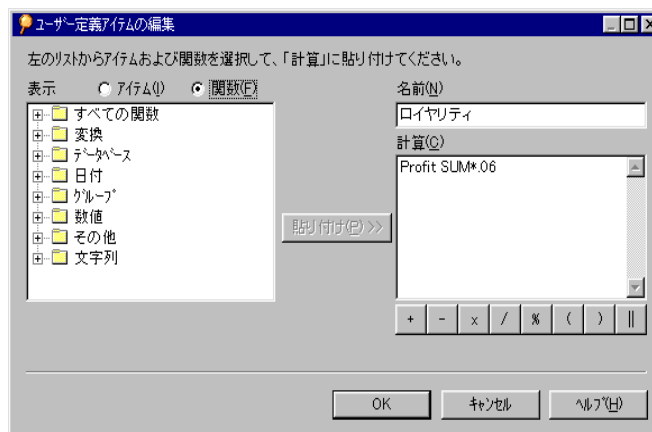 ユーザー定義アイテムの編集
左のリストからアイテムおよび関数を選択して、「計算」に貼り付けてください。
表示 アイテム(I) 関数(F)
すべての関数
変換
データベース
日付
グループ
数値
その他
文字列
貼り付け(P) >>
名前(N)
ロイヤリティ
計算(C)
Profit SUM*.06
+ - x / % ( ) ||
OK キャンセル ヘルプ(H)